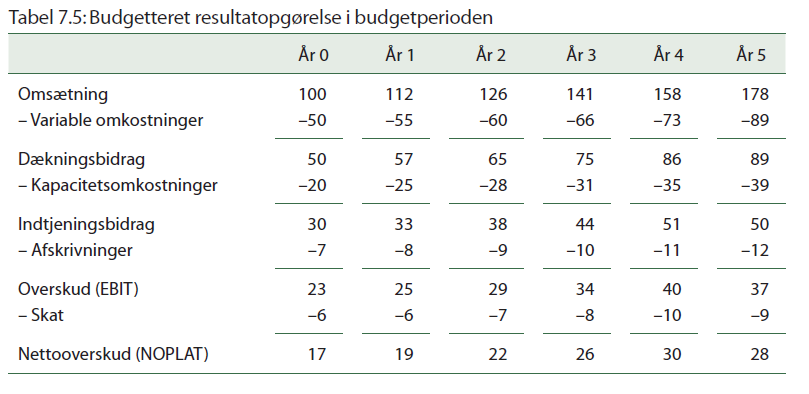 Tabel 7.5: Budgetteret resultatopgørelse i budgetperioden
År 0 År 1 År 2 År 3 År 4 År 5
Omsætning 100 112 126 141 158 178
– Variable omkostninger –50 –55 –60 –66 –73 –89
Dækningsbidrag 50 57 65 75 86 89
– Kapacitetsomkostninger –20 –25 –28 –31 –35 –39
Indtjeningsbidrag 30 33 38 44 51 50
– Afskrivninger –7 –8 –9 –10 –11 –12
Overskud (EBIT) 23 25 29 34 40 37
– Skat –6 –6 –7 –8 –10 –9
Nettooverskud (NOPLAT) 17 19 22 26 30 28